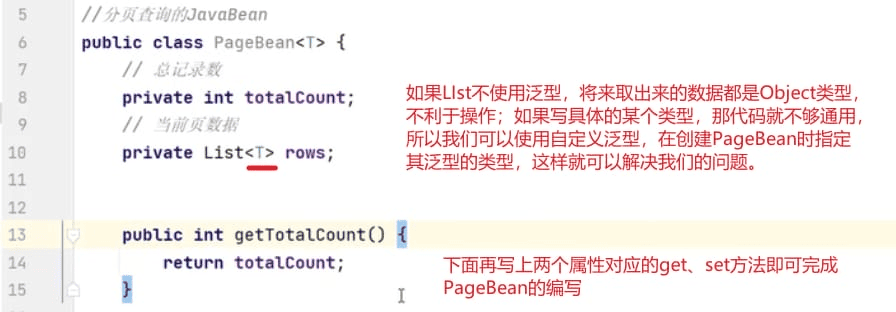 5 //分页查询的JavaBean
6 public class PageBean<T> {
7 // 总记录数
8 private int totalCount;
9 // 当前页数据
10 private List<T> rows;
11
12
13 public int getTotalCount() {
14 return totalCount;
15 }
如果LIst不使用泛型，将来取出来的数据都是Object类型，
不利于操作；如果写具体的某个类型，那代码就不够通用，
所以我们可以使用自定义泛型，在创建PageBean时指定
其泛型的类型，这样就可以解决我们的问题。
下面再写上两个属性对应的get、set方法即可完成
PageBean的编写